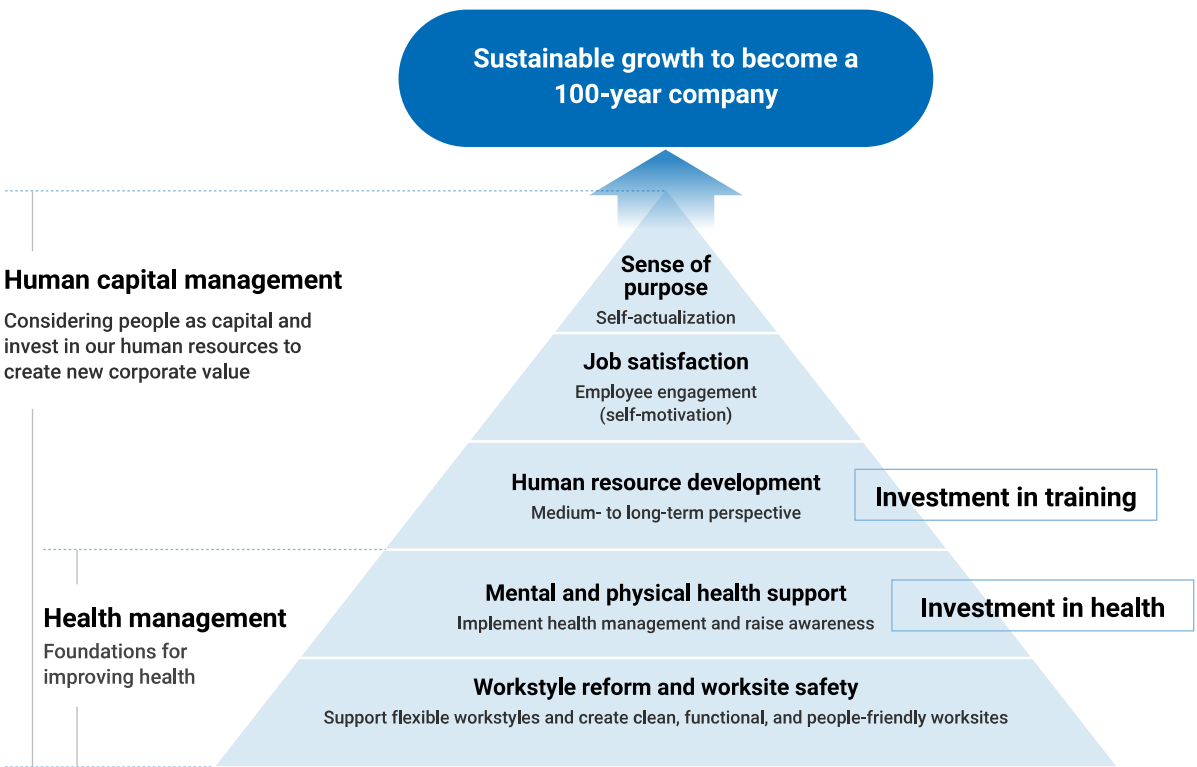 Sustainable growth to become a
100-year company
Human capital management
Considering people as capital and
invest in our human resources to
create new corporate value
Sense of
purpose
Self-actualization
Job satisfaction
Employee engagement
(self-motivation)
Human resource development
Medium- to long-term perspective
Investment in training
Health management
Foundations for
improving health
Mental and physical health support
Implement health management and raise awareness
Investment in health
Workstyle reform and worksite safety
Support flexible workstyles and create clean, functional, and people-friendly worksites